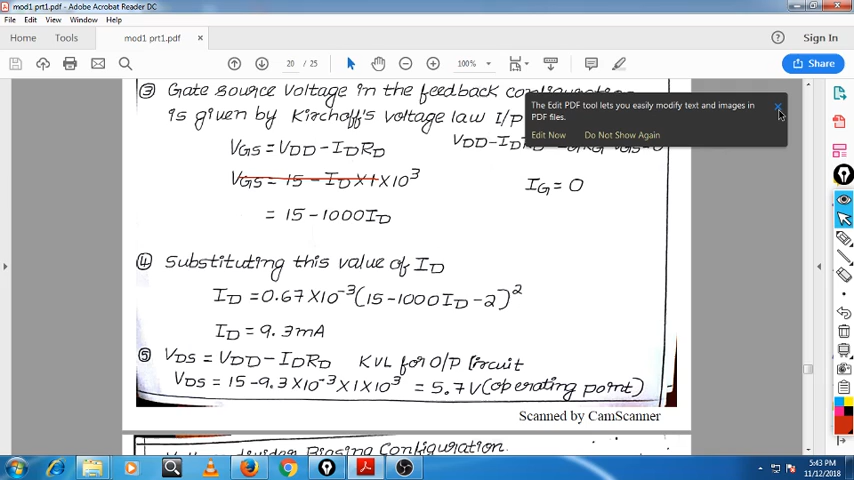 mod1 prt1.pdf - Adobe Acrobat Reader DC
File Edit View Window Help
Home Tools mod1 prt1.pdf × Sign In
20 / 25 100% Share
③ Gate source voltage in the feedback
is given by Kirchoff's voltage law I/P
The Edit PDF tool lets you easily modify text and images in
PDF files.
Edit Now Do Not Show Again
VGS = VDD - IDRD
VGS = 15 - ID X 1 X 10³
IG = 0
= 15 - 1000ID
④ Substituting this value of ID
ID = 0.67 X 10⁻³ (15 - 1000ID - 2)²
ID = 9.3mA
⑤ VDS = VDD - IDRD KVL for O/P Circuit
VDS = 15 - 9.3 X 10⁻³ X 1 X 10³ = 5.7 V (operating point)
Scanned by CamScanner
divider Biasing Configuration.
5:43 PM
11/12/2018